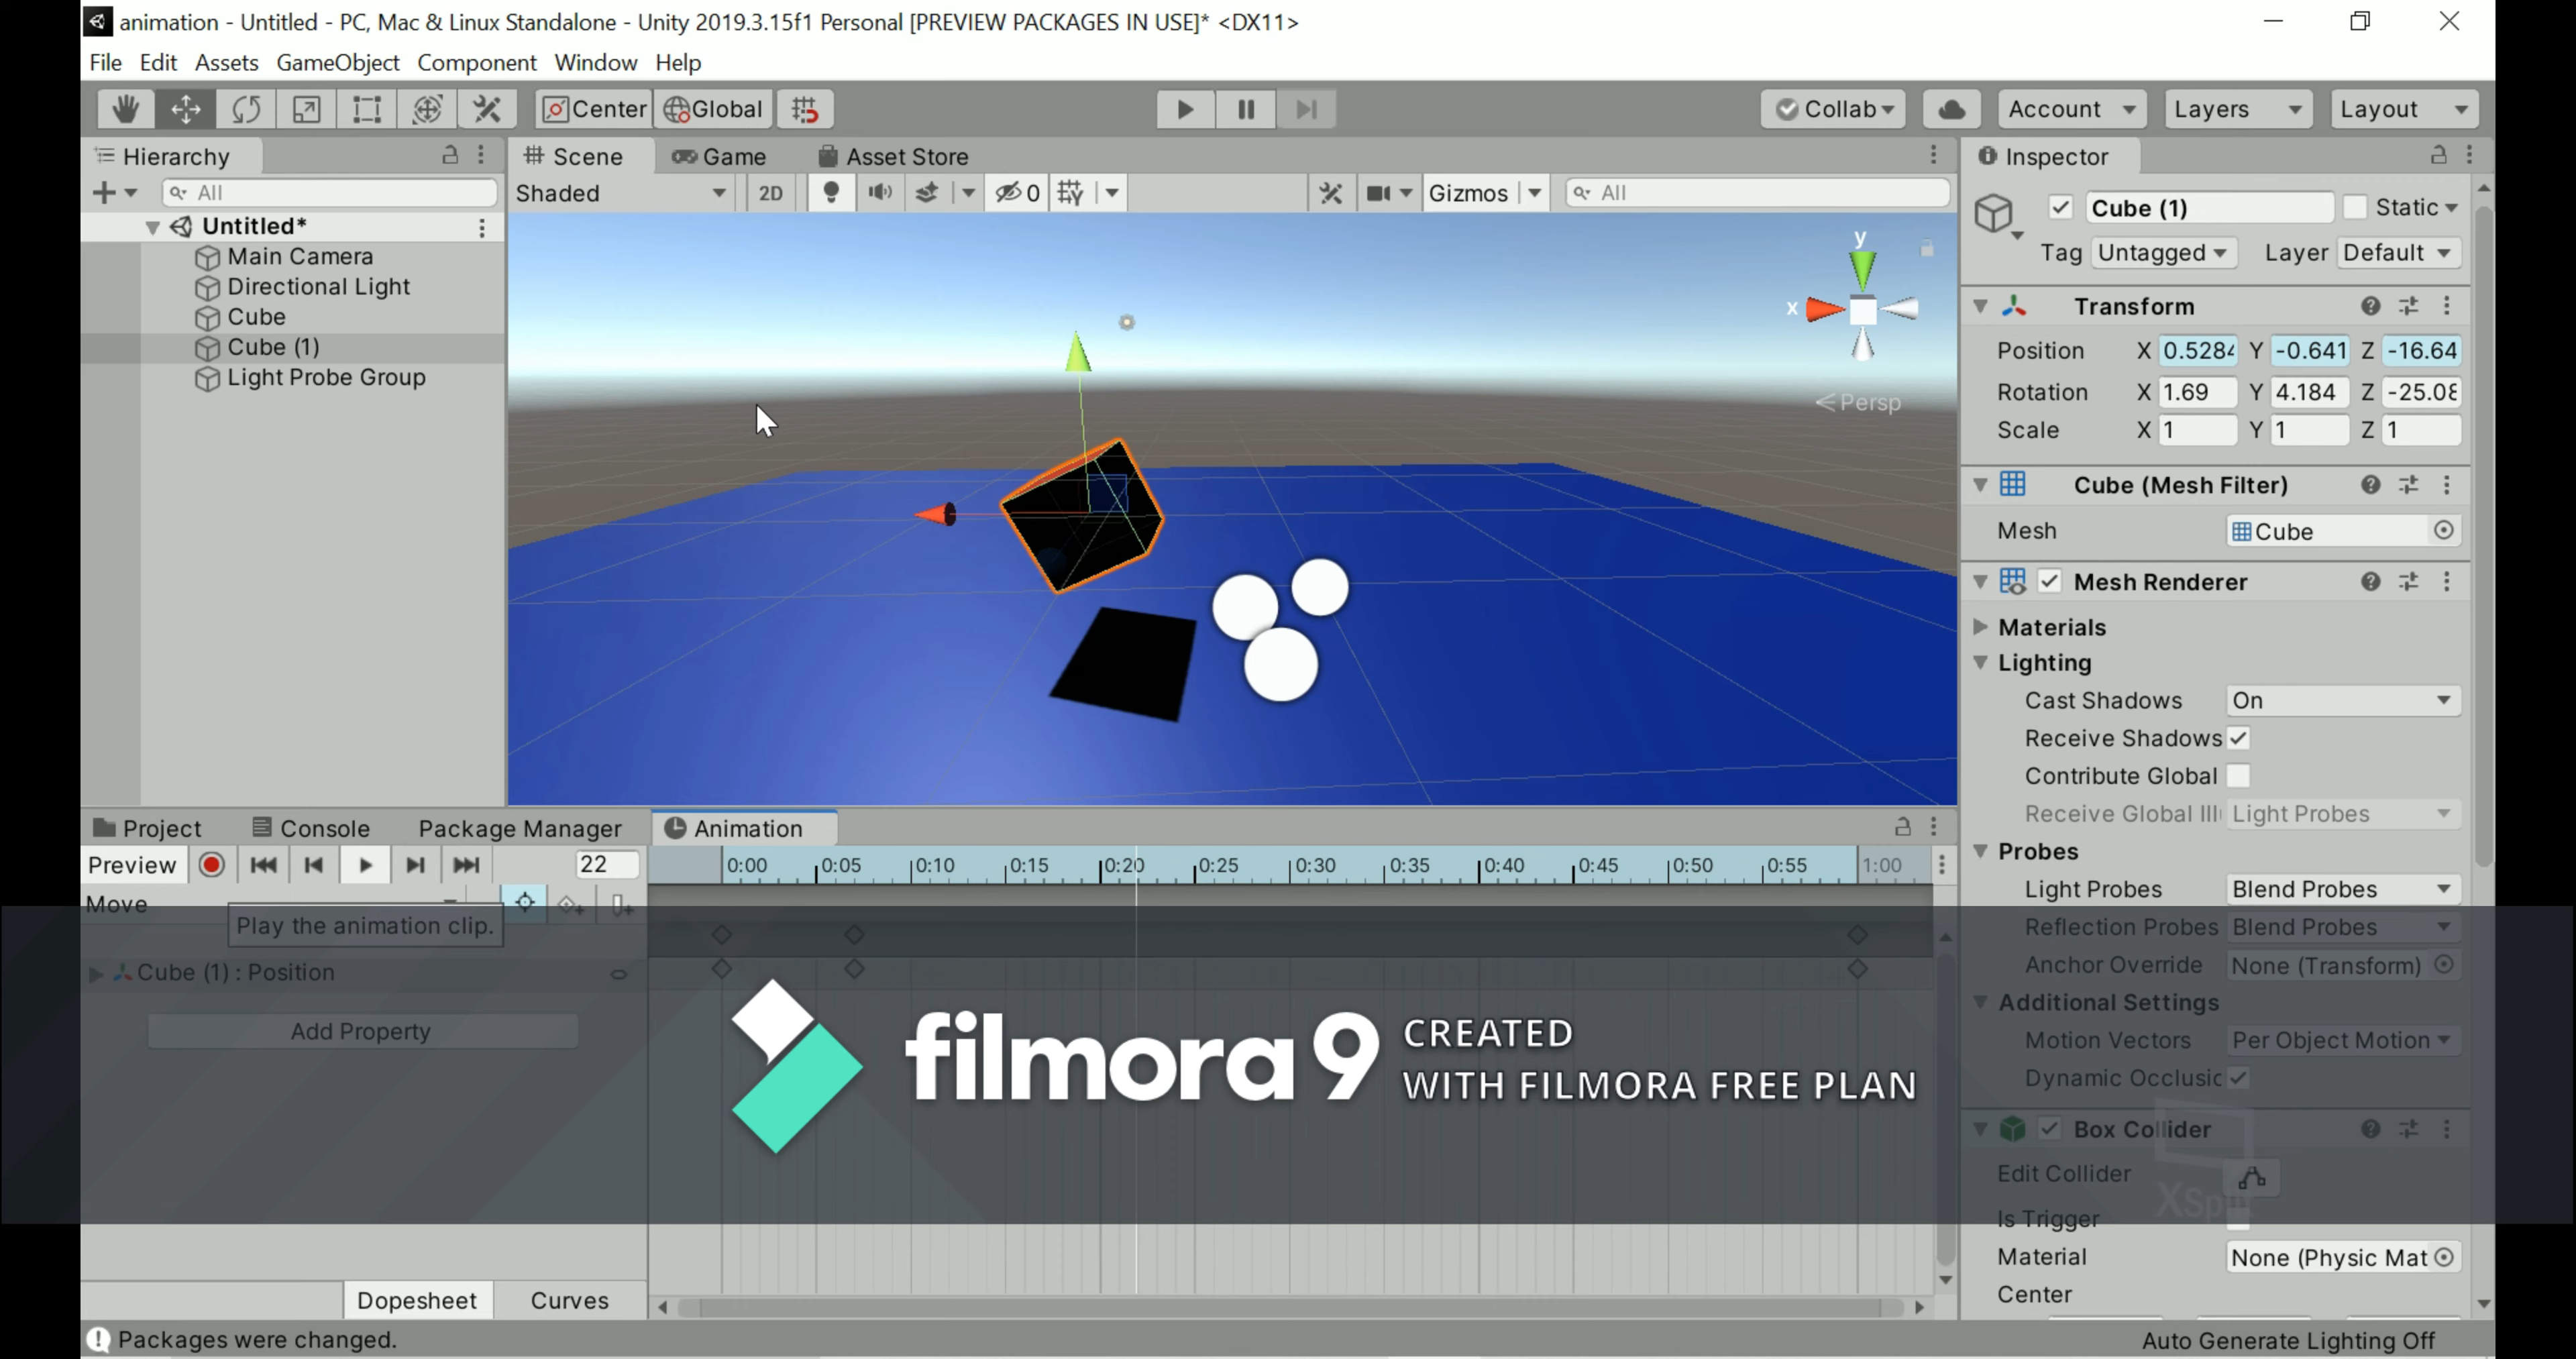 animation - Untitled - PC, Mac & Linux Standalone - Unity 2019.3.15f1 Personal [PREVIEW PACKAGES IN USE]* <DX11>
File Edit Assets GameObject Component Window Help
Center Global Collab Account Layers Layout
Hierarchy
All
Untitled*
Main Camera
Directional Light
Cube
Cube (1)
Light Probe Group
Scene Game Asset Store
Shaded 2D 0 Gizmos All
y
x
Persp
Inspector
Cube (1) Static
Tag Untagged Layer Default
Transform
Position X 0.5284 Y -0.641 Z -16.64
Rotation X 1.69 Y 4.184 Z -25.08
Scale X 1 Y 1 Z 1
Cube (Mesh Filter)
Mesh Cube
Mesh Renderer
Materials
Lighting
Cast Shadows On
Receive Shadows
Contribute Global
Receive Global Ill Light Probes
Probes
Light Probes Blend Probes
Reflection Probes Blend Probes
Anchor Override None (Transform)
Additional Settings
Motion Vectors Per Object Motion
Dynamic Occlusic
Box Collider
Edit Collider
Is Trigger
Material None (Physic Mat
Center
Project Console Package Manager Animation
Preview 22 0:00 0:05 0:10 0:15 0:20 0:25 0:30 0:35 0:40 0:45 0:50 0:55 1:00
Move
Play the animation clip.
Cube (1) : Position
Add Property
filmora9 CREATED
WITH FILMORA FREE PLAN
Dopesheet Curves
Packages were changed.
Auto Generate Lighting Off